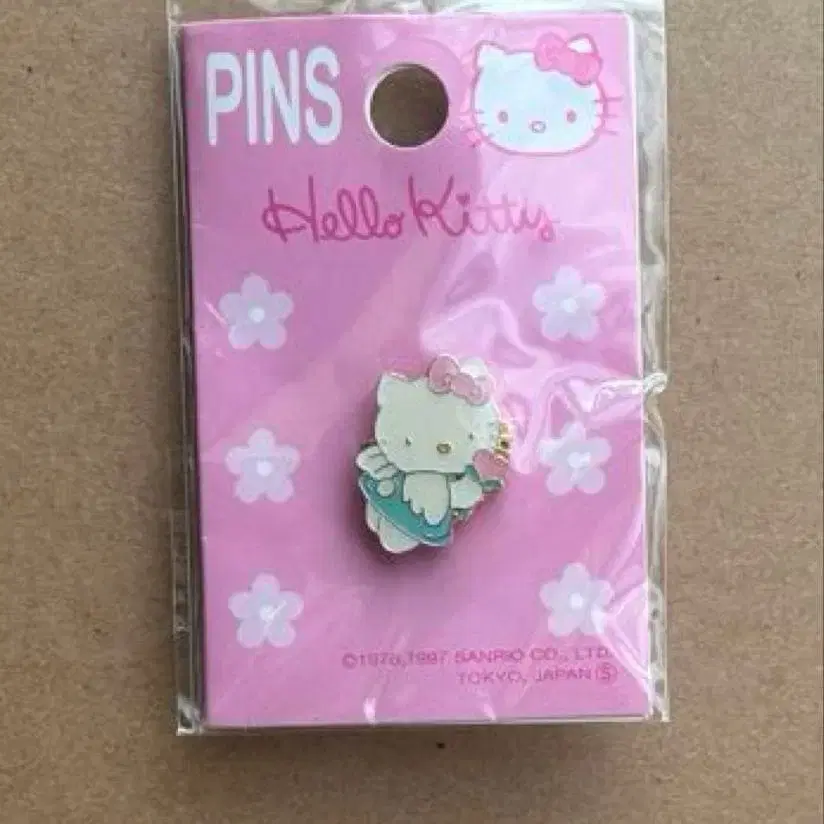 PINS
Hello Kitty
©1976,1997 SANRIO CO., LTD.
TOKYO, JAPAN Ⓢ